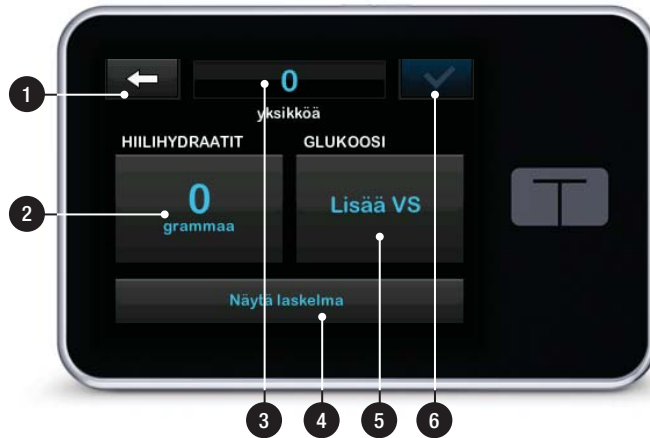 0
yksikköä
HIILIHYDRAATIT GLUKOOSI
0
grammaa
Lisää VS
Näytä laskelma
1
2
3 4 5 6